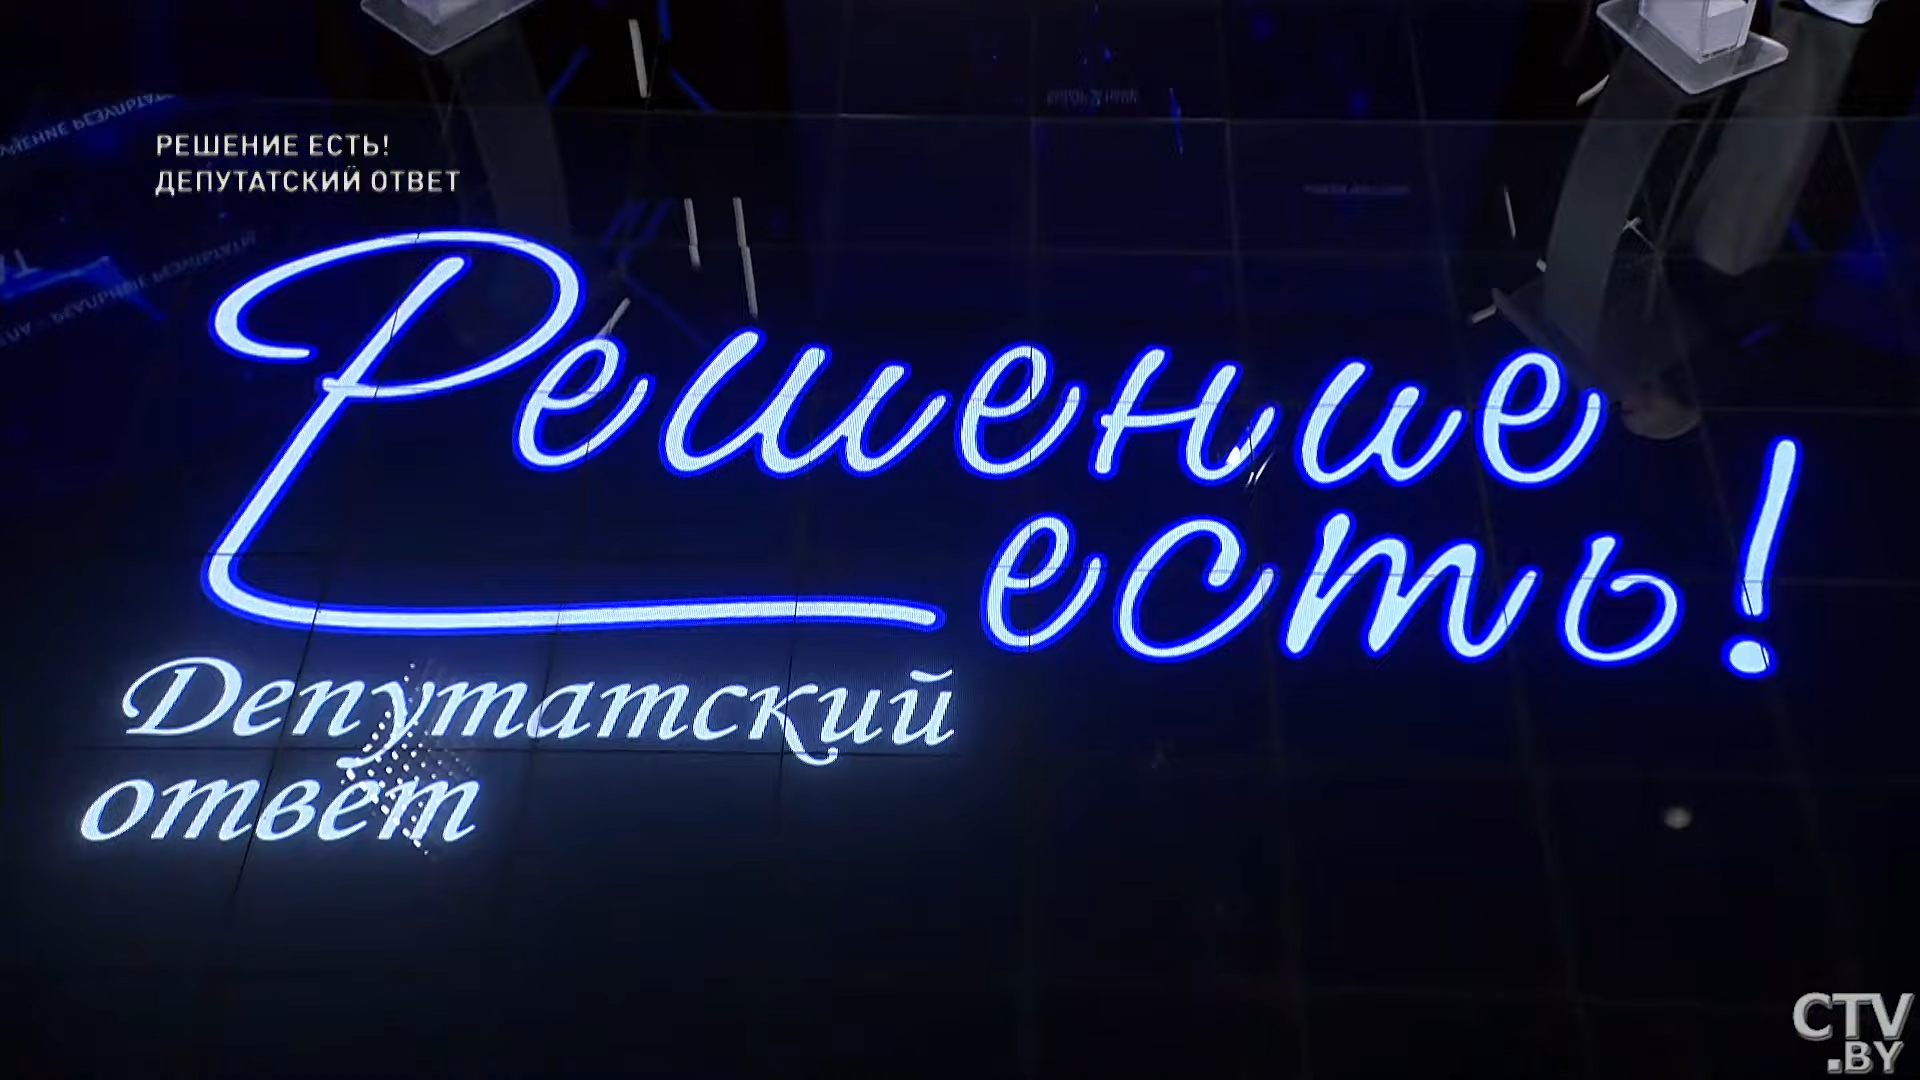 РЕШЕНИЕ ЕСТЬ!
ДЕПУТАТСКИЙ ОТВЕТ
Решение
есть!
Депутатский
ответ
CTV
.BY